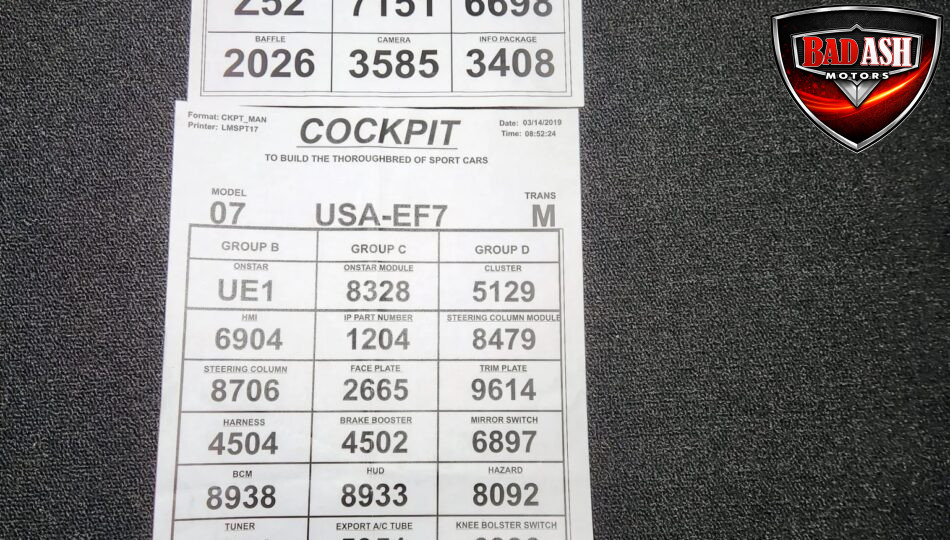 Z52 7151 6698
BAFFLE CAMERA INFO PACKAGE
2026 3585 3408
BAD ASH
MOTORS
Format: CKPT_MAN
Printer: LMSPT17
COCKPIT
Date: 03/14/2019
Time: 08:52:24
TO BUILD THE THOROUGHBRED OF SPORT CARS
MODEL TRANS
07 USA-EF7 M
GROUP B GROUP C GROUP D
ONSTAR ONSTAR MODULE CLUSTER
UE1 8328 5129
HMI IP PART NUMBER STEERING COLUMN MODULE
6904 1204 8479
STEERING COLUMN FACE PLATE TRIM PLATE
8706 2665 9614
HARNESS BRAKE BOOSTER MIRROR SWITCH
4504 4502 6897
BCM HUD HAZARD
8938 8933 8092
TUNER EXPORT A/C TUBE KNEE BOLSTER SWITCH